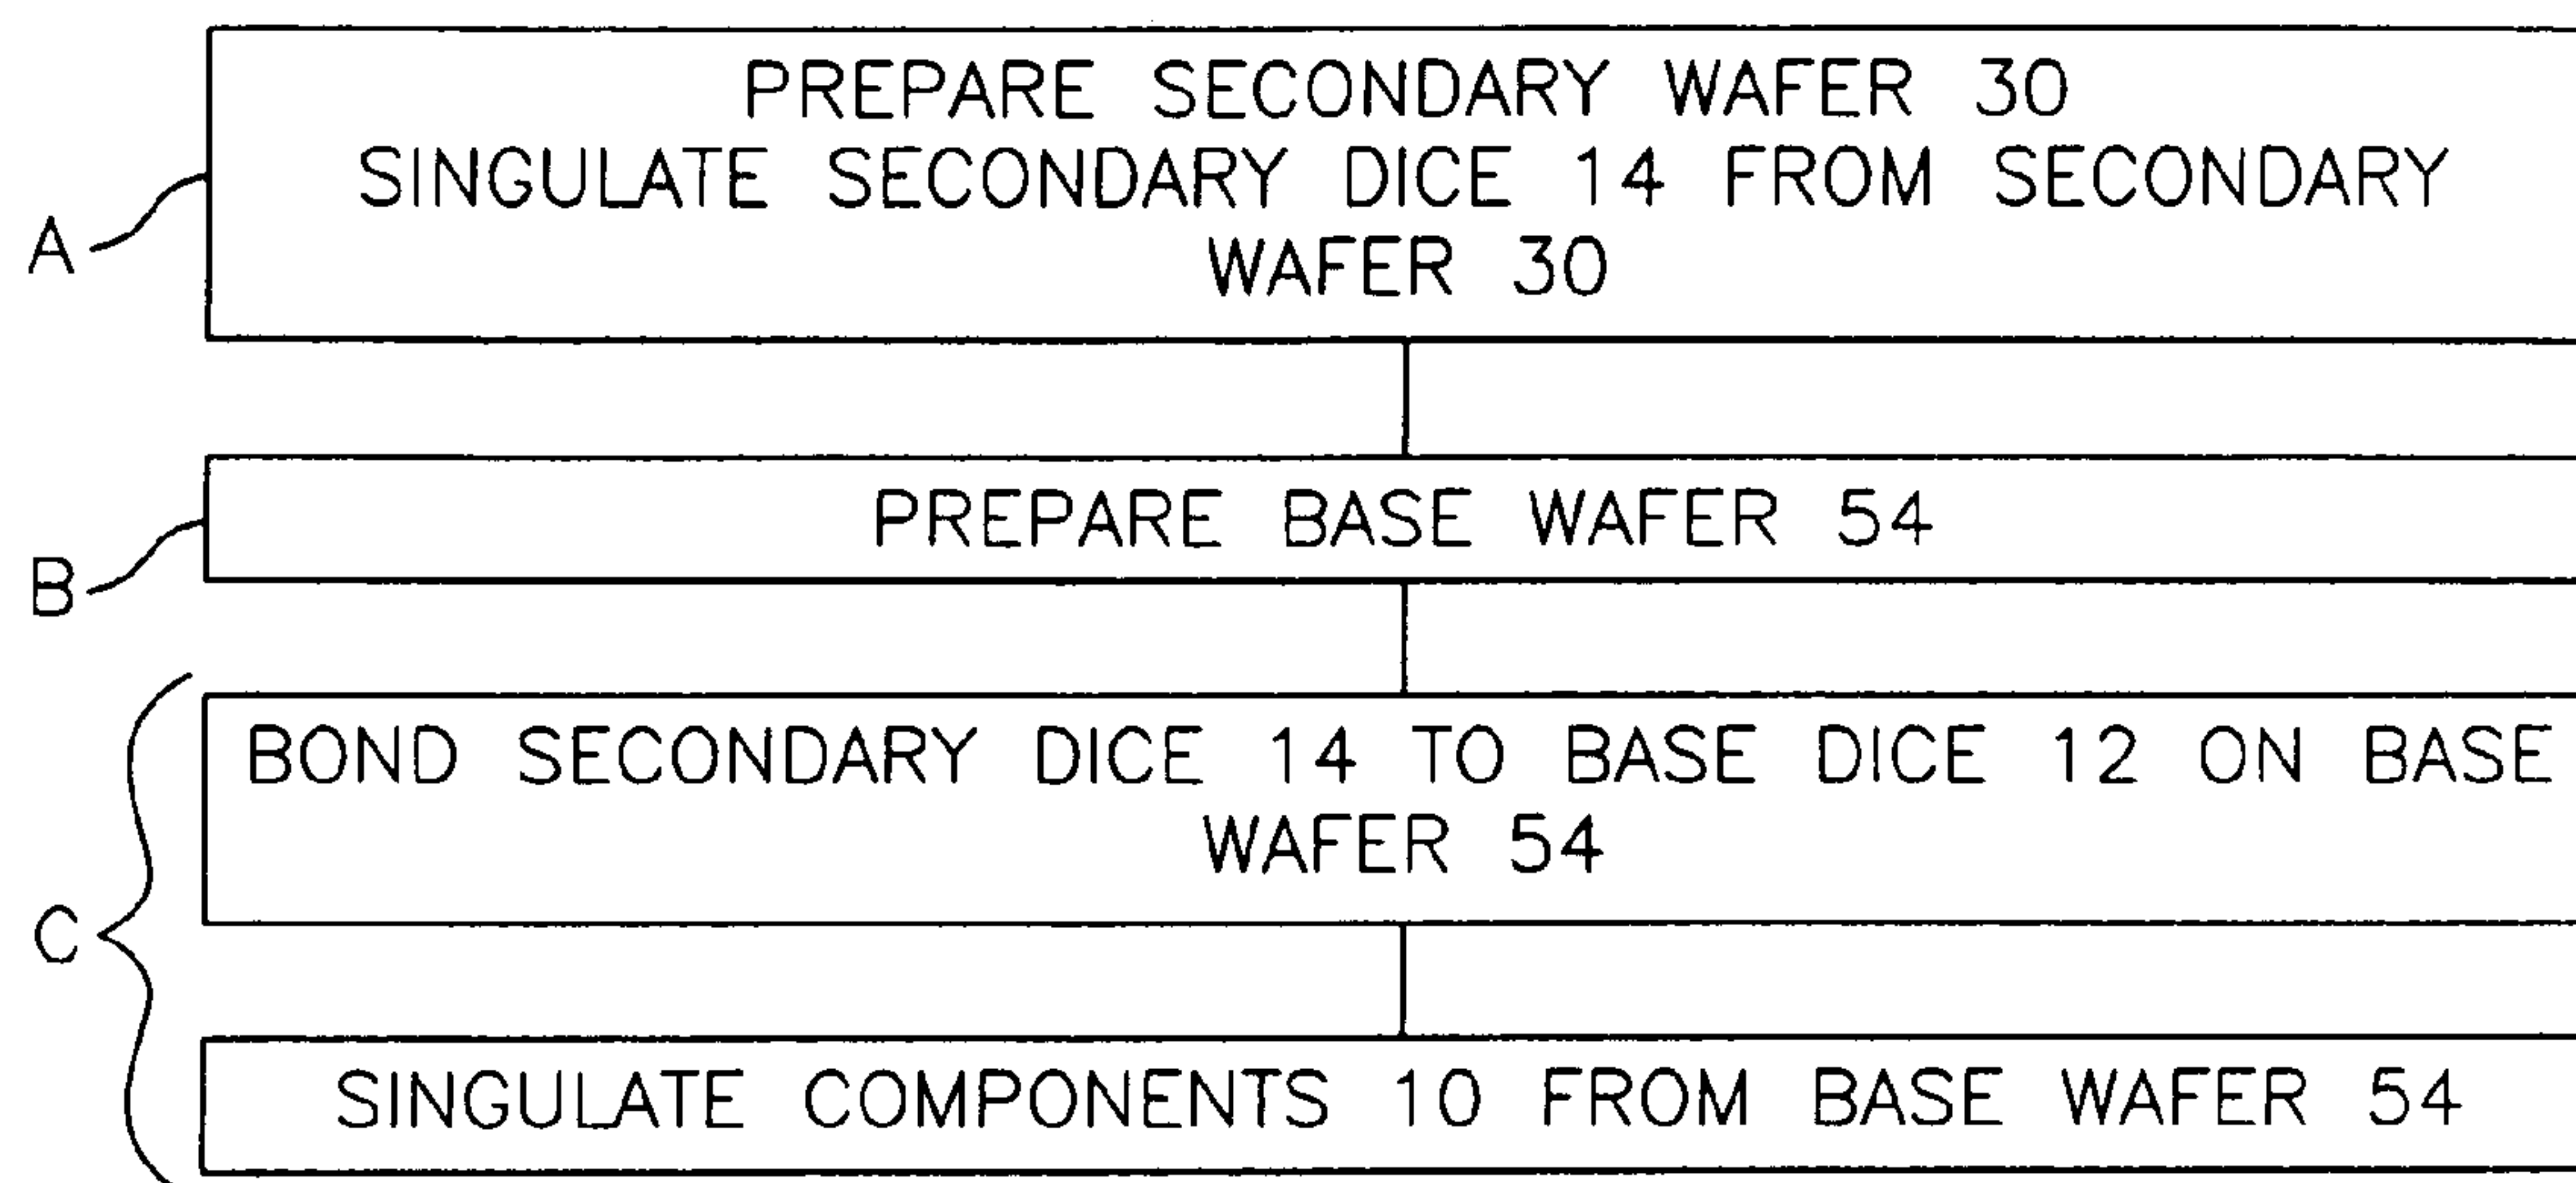 PREPARE SECONDARY WAFER 30
SINGULATE SECONDARY DICE 14 FROM SECONDARY
WAFER 30
A
PREPARE BASE WAFER 54
B
BOND SECONDARY DICE 14 TO BASE DICE 12 ON BASE
WAFER 54
C
SINGULATE COMPONENTS 10 FROM BASE WAFER 54